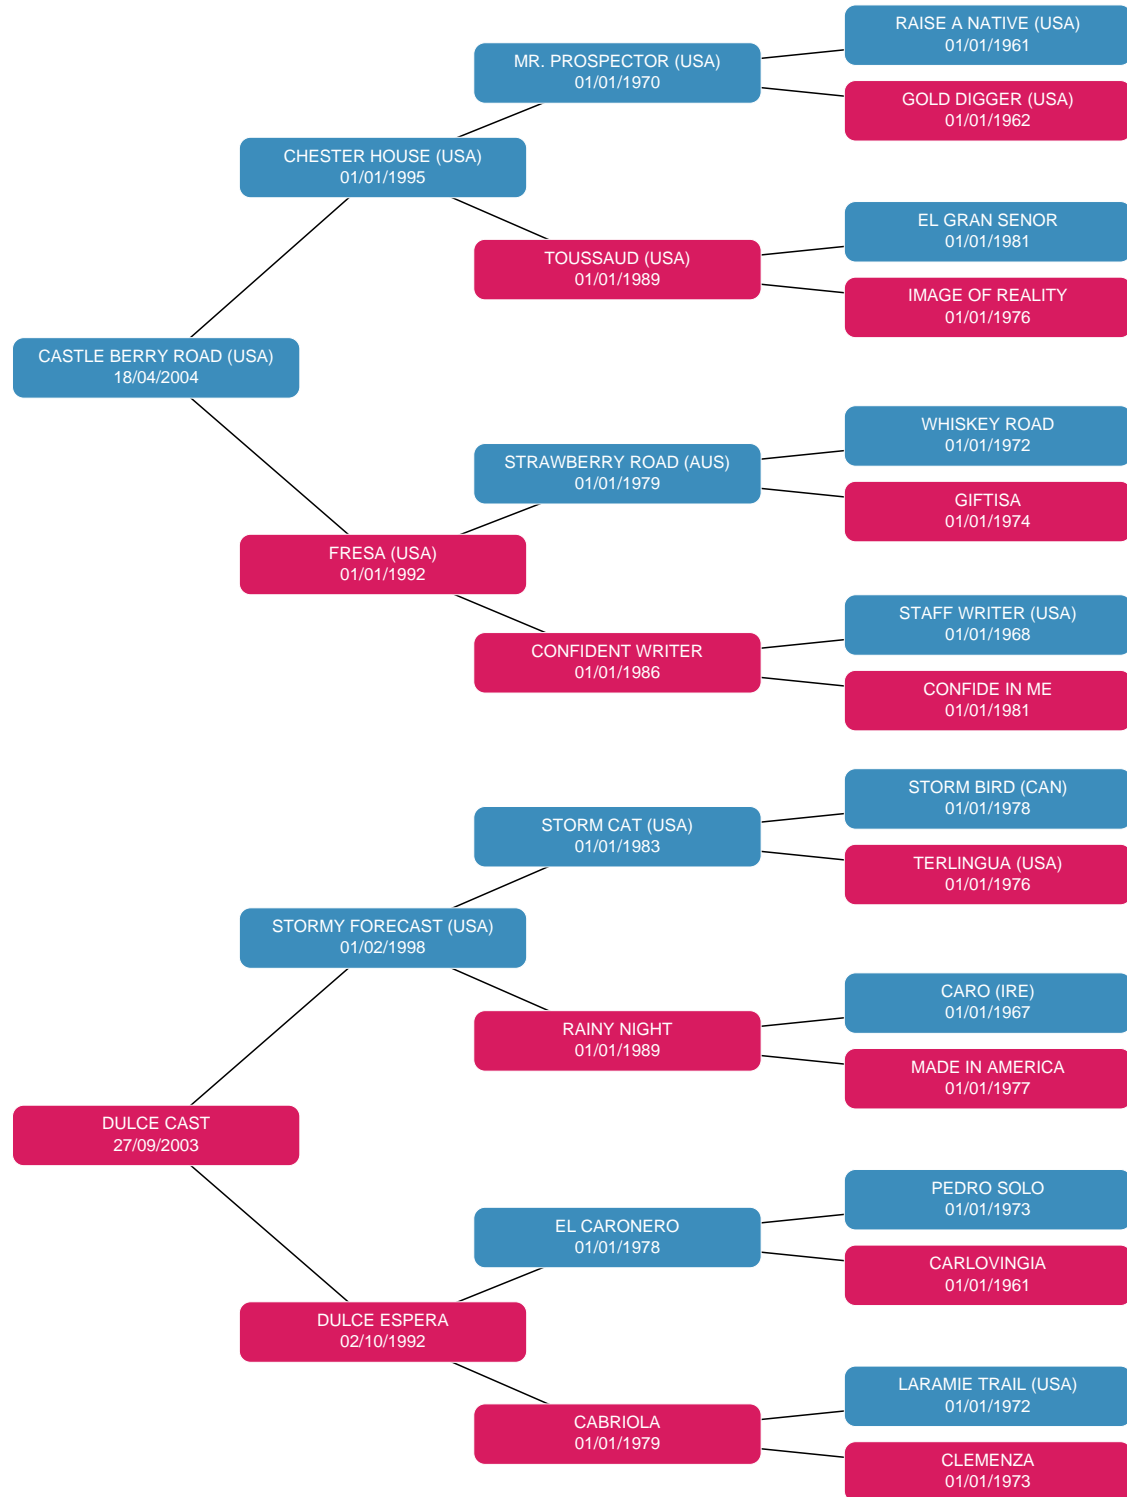 RAISE A NATIVE (USA)
01/01/1961
MR. PROSPECTOR (USA)
01/01/1970
GOLD DIGGER (USA)
01/01/1962
CHESTER HOUSE (USA)
01/01/1995
EL GRAN SENOR
01/01/1981
TOUSSAUD (USA)
01/01/1989
IMAGE OF REALITY
01/01/1976
CASTLE BERRY ROAD (USA)
18/04/2004
WHISKEY ROAD
01/01/1972
STRAWBERRY ROAD (AUS)
01/01/1979
GIFTISA
01/01/1974
FRESA (USA)
01/01/1992
STAFF WRITER (USA)
01/01/1968
CONFIDENT WRITER
01/01/1986
CONFIDE IN ME
01/01/1981
STORM BIRD (CAN)
01/01/1978
STORM CAT (USA)
01/01/1983
TERLINGUA (USA)
01/01/1976
STORMY FORECAST (USA)
01/02/1998
CARO (IRE)
01/01/1967
RAINY NIGHT
01/01/1989
MADE IN AMERICA
01/01/1977
DULCE CAST
27/09/2003
PEDRO SOLO
01/01/1973
EL CARONERO
01/01/1978
CARLOVINGIA
01/01/1961
DULCE ESPERA
02/10/1992
LARAMIE TRAIL (USA)
01/01/1972
CABRIOLA
01/01/1979
CLEMENZA
01/01/1973